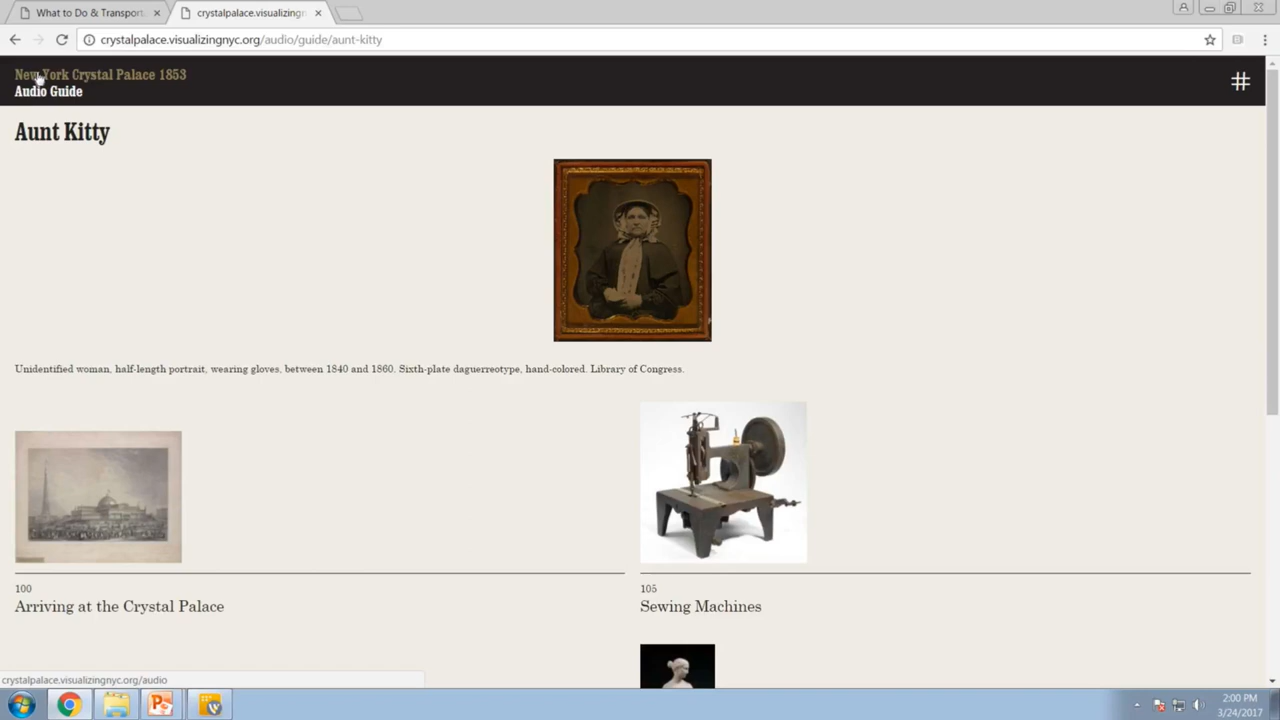 What to Do & Transport
crystalpalace.visualizingn
crystalpalace.visualizingnyc.org/audio/guide/aunt-kitty
New York Crystal Palace 1853
Audio Guide
#
Aunt Kitty
Unidentified woman, half-length portrait, wearing gloves, between 1840 and 1860. Sixth-plate daguerreotype, hand-colored. Library of Congress.
100
Arriving at the Crystal Palace
105
Sewing Machines
crystalpalace.visualizingnyc.org/audio
2:00 PM
3/24/2017